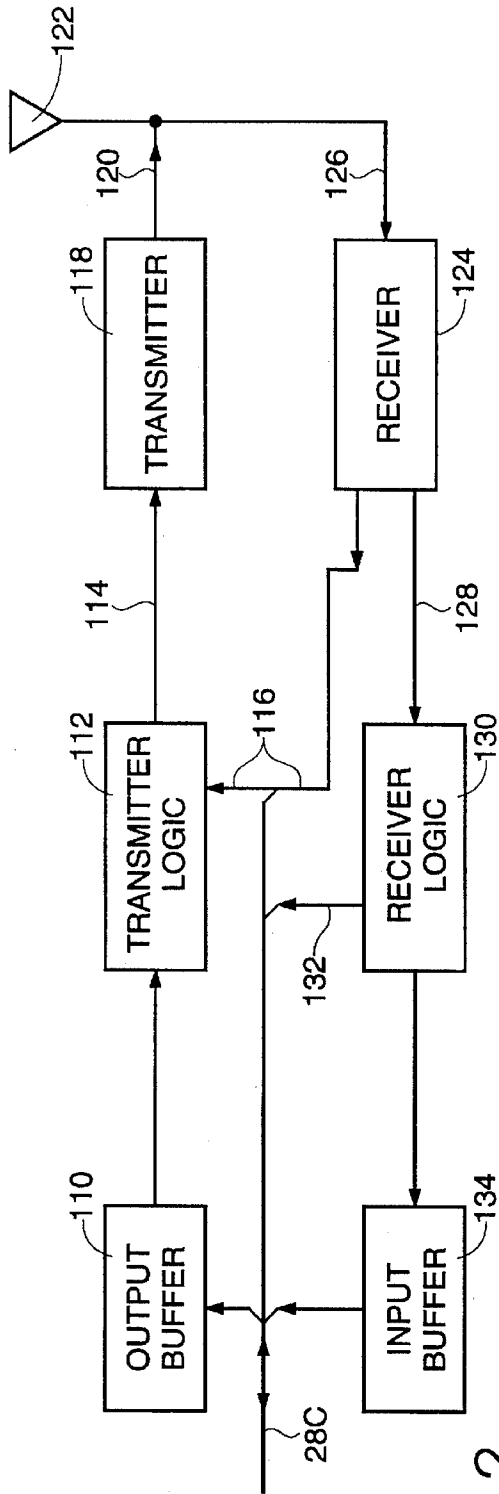 122
120
118
TRANSMITTER
126
124
RECEIVER
114
128
112
TRANSMITTER
LOGIC
116
130
RECEIVER
LOGIC
132
110
OUTPUT
BUFFER
134
INPUT
BUFFER
28C